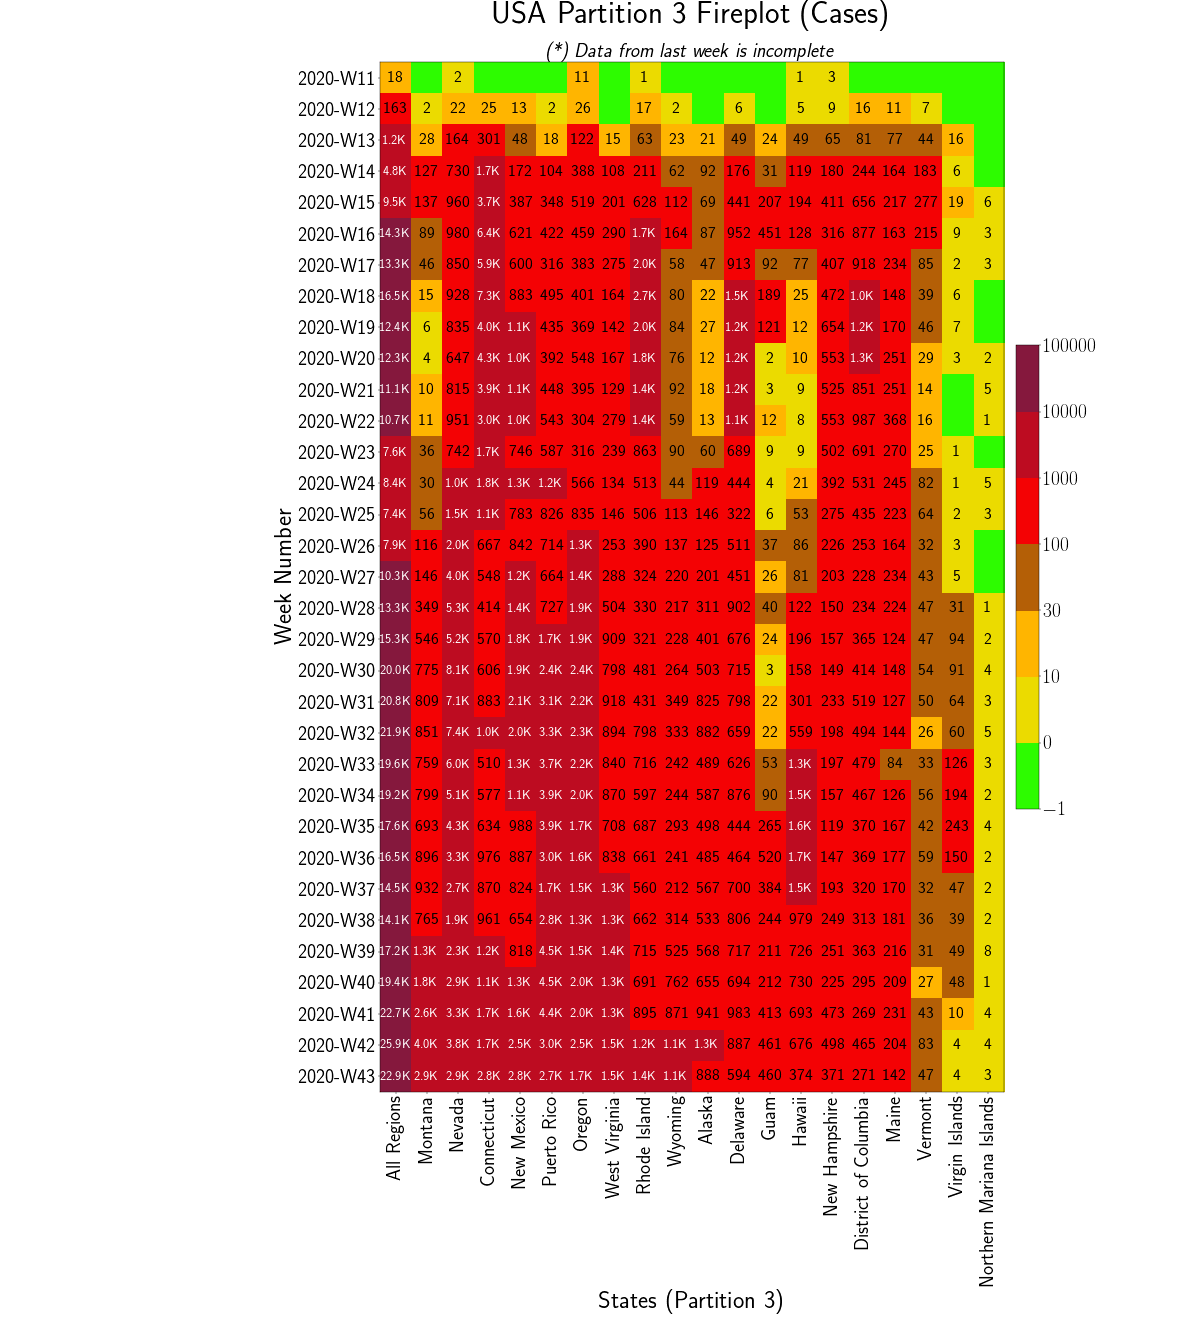 USA Partition 3 Fireplot (Cases)
(*) Data from last week is incomplete
2020-W11 18 2 11 1 1 3
2020-W12 163 2 22 25 13 2 26 17 2 6 5 9 16 11 7
2020-W13 1.2K 28 164 301 48 18 122 15 63 23 21 49 24 49 65 81 77 44 16
2020-W14 4.8K 127 730 1.7K 172 104 388 108 211 62 92 176 31 119 180 244 164 183 6
2020-W15 9.5K 137 960 3.7K 387 348 519 201 628 112 69 441 207 194 411 656 217 277 19 6
2020-W16 14.3K 89 980 6.4K 621 422 459 290 1.7K 164 87 952 451 128 316 877 163 215 9 3
2020-W17 13.3K 46 850 5.9K 600 316 383 275 2.0K 58 47 913 92 77 407 918 234 85 2 3
2020-W18 16.5K 15 928 7.3K 883 495 401 164 2.7K 80 22 1.5K 189 25 472 1.0K 148 39 6
2020-W19 12.4K 6 835 4.0K 1.1K 435 369 142 2.0K 84 27 1.2K 121 12 654 1.2K 170 46 7
2020-W20 12.3K 4 647 4.3K 1.0K 392 548 167 1.8K 76 12 1.2K 2 10 553 1.3K 251 29 3 2
2020-W21 11.1K 10 815 3.9K 1.1K 448 395 129 1.4K 92 18 1.2K 3 9 525 851 251 14 5
2020-W22 10.7K 11 951 3.0K 1.0K 543 304 279 1.4K 59 13 1.1K 12 8 553 987 368 16 1
2020-W23 7.6K 36 742 1.7K 746 587 316 239 863 90 60 689 9 9 502 691 270 25 1
2020-W24 8.4K 30 1.0K 1.8K 1.3K 1.2K 566 134 513 44 119 444 4 21 392 531 245 82 1 5
2020-W25 7.4K 56 1.5K 1.1K 783 826 835 146 506 113 146 322 6 53 275 435 223 64 2 3
2020-W26 7.9K 116 2.0K 667 842 714 1.3K 253 390 137 125 511 37 86 226 253 164 32 3
2020-W27 10.3K 146 4.0K 548 1.2K 664 1.4K 288 324 220 201 451 26 81 203 228 234 43 5
2020-W28 13.3K 349 5.3K 414 1.4K 727 1.9K 504 330 217 311 902 40 122 150 234 224 47 31 1
2020-W29 15.3K 546 5.2K 570 1.8K 1.7K 1.9K 909 321 228 401 676 24 196 157 365 124 47 94 2
2020-W30 20.0K 775 8.1K 606 1.9K 2.4K 2.4K 798 481 264 503 715 3 158 149 414 148 54 91 4
2020-W31 20.8K 809 7.1K 883 2.1K 3.1K 2.2K 918 431 349 825 798 22 301 233 519 127 50 64 3
2020-W32 21.9K 851 7.4K 1.0K 2.0K 3.3K 2.3K 894 798 333 882 659 22 559 198 494 144 26 60 5
2020-W33 19.6K 759 6.0K 510 1.3K 3.7K 2.2K 840 716 242 489 626 53 1.3K 197 479 84 33 126 3
2020-W34 19.2K 799 5.1K 577 1.1K 3.9K 2.0K 870 597 244 587 876 90 1.5K 157 467 126 56 194 2
2020-W35 17.6K 693 4.3K 634 988 3.9K 1.7K 708 687 293 498 444 265 1.6K 119 370 167 42 243 4
2020-W36 16.5K 896 3.3K 976 887 3.0K 1.6K 838 661 241 485 464 520 1.7K 147 369 177 59 150 2
2020-W37 14.5K 932 2.7K 870 824 1.7K 1.5K 1.3K 560 212 567 700 384 1.5K 193 320 170 32 47 2
2020-W38 14.1K 765 1.9K 961 654 2.8K 1.3K 1.3K 662 314 533 806 244 979 249 313 181 36 39 2
2020-W39 17.2K 1.3K 2.3K 1.2K 818 4.5K 1.5K 1.4K 715 525 568 717 211 726 251 363 216 31 49 8
2020-W40 19.4K 1.8K 2.9K 1.1K 1.3K 4.5K 2.0K 1.3K 691 762 655 694 212 730 225 295 209 27 48 1
2020-W41 22.7K 2.6K 3.3K 1.7K 1.6K 4.4K 2.0K 1.3K 895 871 941 983 413 693 473 269 231 43 10 4
2020-W42 25.9K 4.0K 3.8K 1.7K 2.5K 3.0K 2.5K 1.5K 1.2K 1.1K 1.3K 887 461 676 498 465 204 83 4 4
2020-W43 22.9K 2.9K 2.9K 2.8K 2.8K 2.7K 1.7K 1.5K 1.4K 1.1K 888 594 460 374 371 271 142 47 4 3
Week Number
All Regions
Montana
Nevada
Connecticut
New Mexico
Puerto Rico
Oregon
West Virginia
Rhode Island
Wyoming
Alaska
Delaware
Guam
Hawaii
New Hampshire
District of Columbia
Maine
Vermont
Virgin Islands
Northern Mariana Islands
States (Partition 3)
100000
10000
1000
100
30
10
0
−1